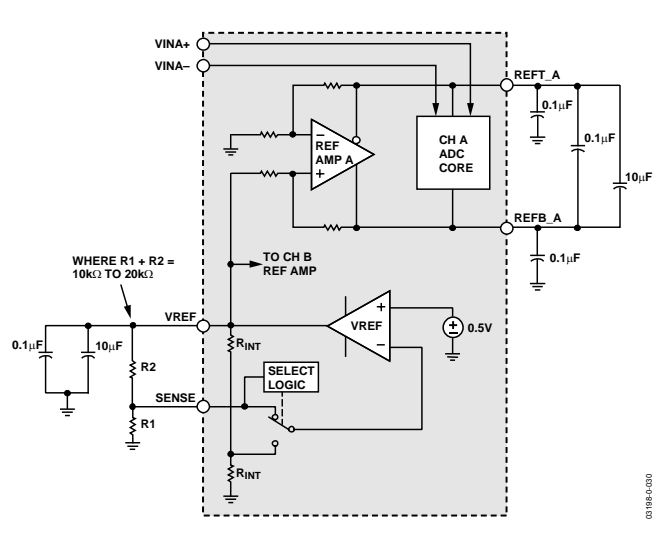 VINA+
VINA–
REFT_A
0.1µF
0.1µF
10µF
– REF
AMP A
+
CH A
ADC
CORE
REFB_A
0.1µF
WHERE R1 + R2 =
10kΩ TO 20kΩ
TO CH B
REF AMP
VREF
RINT
VREF
+
–
0.5V
0.1µF
10µF
R2
SELECT
LOGIC
SENSE
R1
RINT
03198-0-030